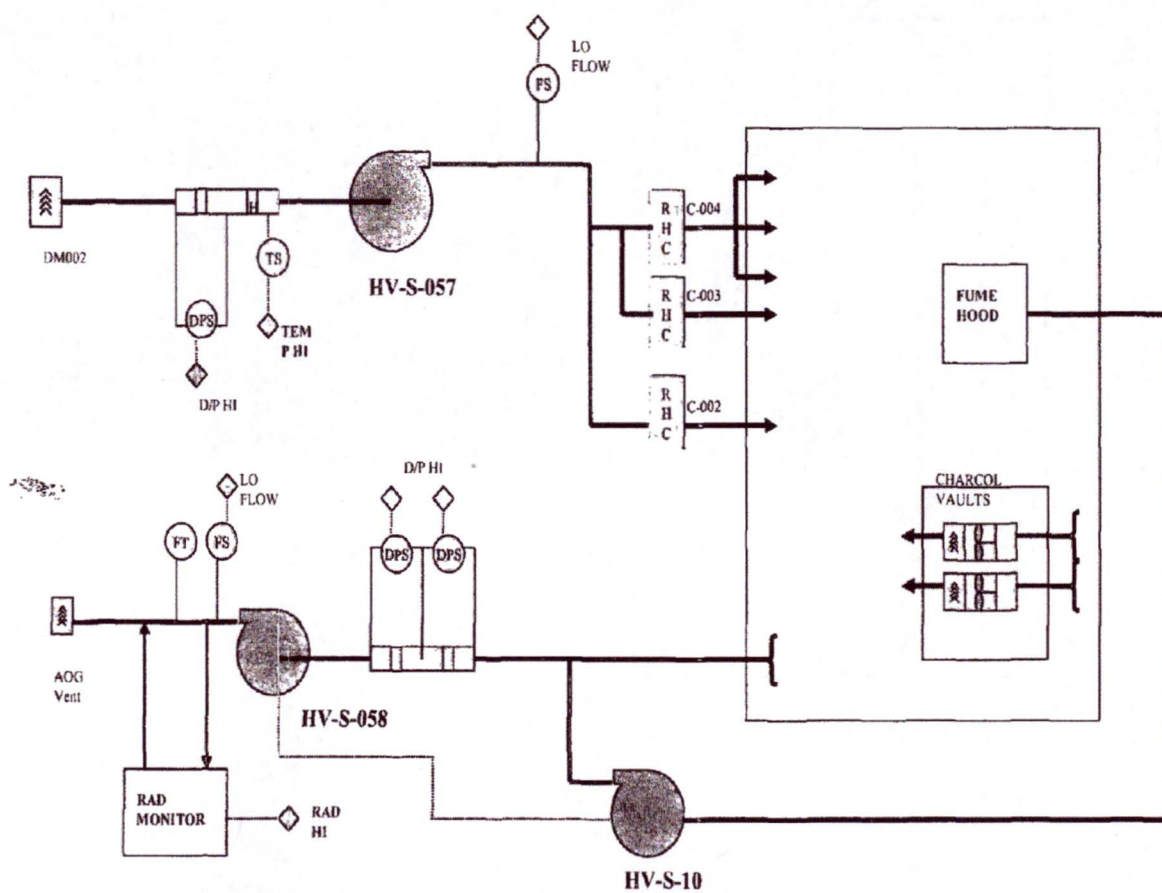 LO
FLOW
FS
R
H
C
C-004
DM002
H
TS
HV-S-057
R
H
C
C-003
FUME
HOOD
DPS
TEM
P HI
D/P HI
R
H
C
C-002
D/P HI
LO
FLOW
CHARCOL
VAULTS
FT
FS
DPS
DPS
AOG
Vent
HV-S-058
RAD
MONITOR
RAD
HI
HV-S-10